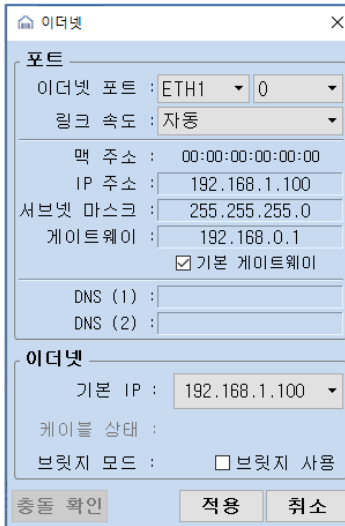 이더넷
포트
이더넷 포트 : ETH1 0
링크 속도 : 자동
맥 주소 : 00:00:00:00:00:00
IP 주소 : 192.168.1.100
서브넷 마스크 : 255.255.255.0
게이트웨이 : 192.168.0.1
기본 게이트웨이
DNS (1) :
DNS (2) :
이더넷
기본 IP : 192.168.1.100
케이블 상태 :
브릿지 모드 : 브릿지 사용
충돌 확인 적용 취소